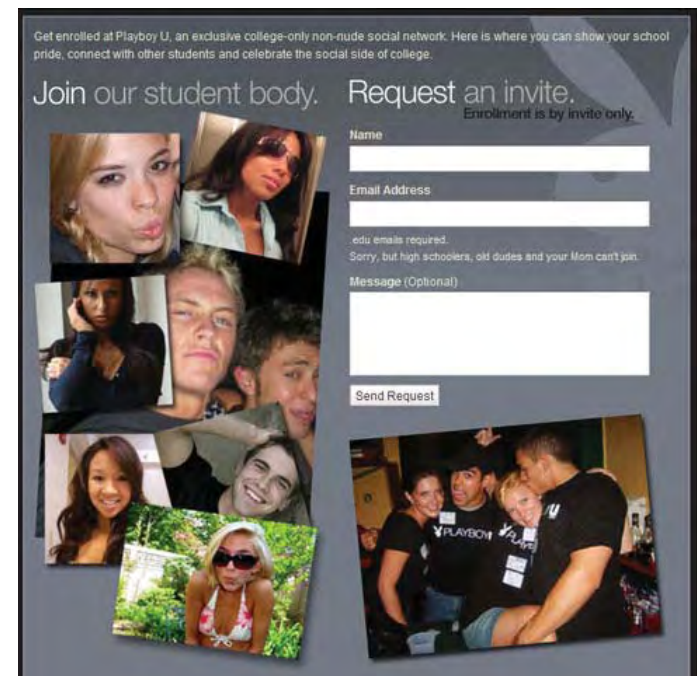 Get enrolled at Playboy U, an exclusive college-only non-nude social network. Here is where you can show your school
pride, connect with other students and celebrate the social side of college.
Join our student body.
Request an invite.
Enrollment is by invite only.
Name
Email Address
.edu emails required.
Sorry, but high schoolers, old dudes and your Mom can't join.
Message (Optional)
Send Request
PLAYBOY